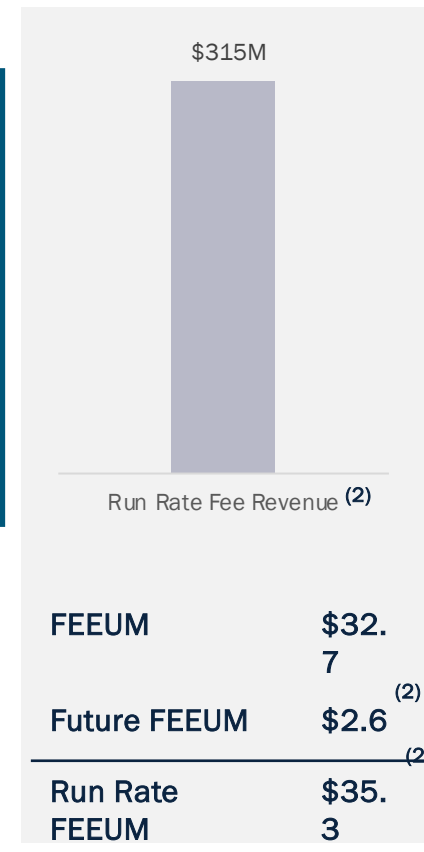 $315M
Run Rate Fee Revenue (2)
FEEUM $32.
7
(2)
Future FEEUM $2.6
(2
Run Rate $35.
FEEUM 3